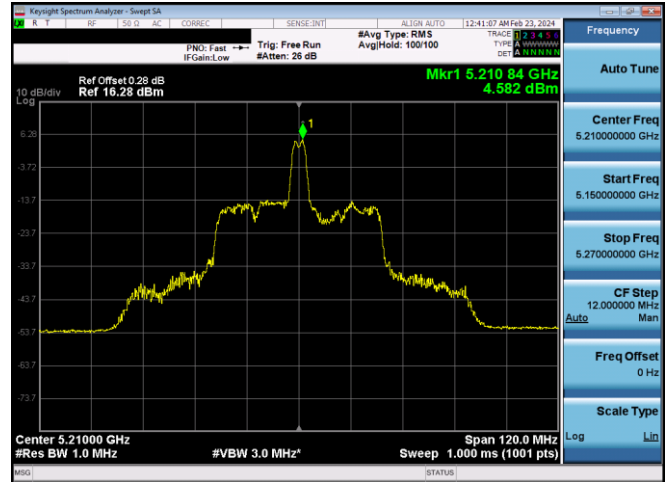 Keysight Spectrum Analyzer - Swept SA
R T RF 50 Ω AC CORREC SENSE:INT ALIGN AUTO 12:41:07 AM Feb 23, 2024
PNO: Fast Trig: Free Run #Avg Type: RMS TRACE 1 2 3 4 5 6
IFGain:Low #Atten: 26 dB Avg|Hold: 100/100 TYPE A WWWWW
DET A N N N N N
Mkr1 5.210 84 GHz
4.582 dBm
Ref Offset 0.28 dB
10 dB/div Ref 16.28 dBm
Log
1
6.28
-3.72
-13.7
-23.7
-33.7
-43.7
-53.7
-63.7
-73.7
Center 5.21000 GHz Span 120.0 MHz
#Res BW 1.0 MHz #VBW 3.0 MHz* Sweep 1.000 ms (1001 pts)
MSG STATUS
Frequency
Auto Tune
Center Freq
5.210000000 GHz
Start Freq
5.150000000 GHz
Stop Freq
5.270000000 GHz
CF Step
12.000000 MHz
Auto Man
Freq Offset
0 Hz
Scale Type
Log Lin